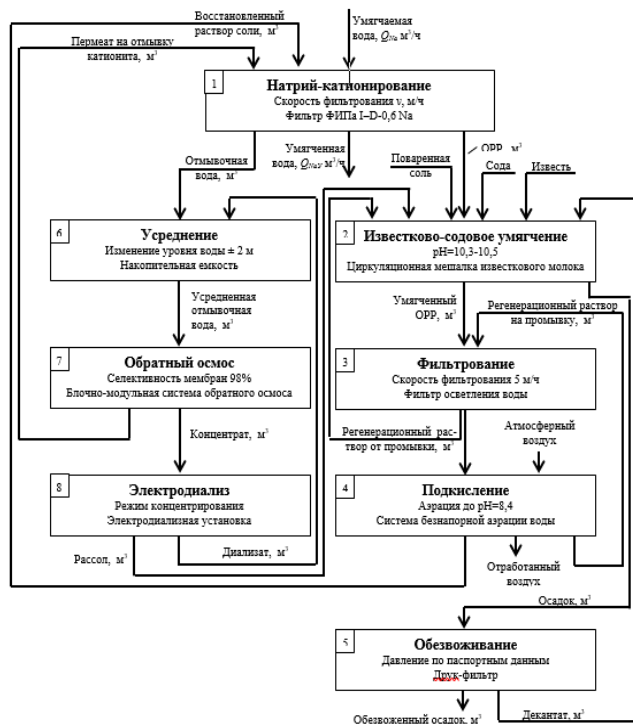 Восстановленный
раствор соли, м³
Умягчаемая
вода, QNa м³/ч
Пермеат на отмывку
катионита, м³
1
Натрий-катионирование
Скорость фильтрования v, м/ч
Фильтр ФИПа I–D-0,6 Na
Отмывочная
вода, м³
Умягченная
вода, QNaУ м³/ч
Поваренная
соль
ОРР, м³
Сода
Известь
6
Усреднение
Изменение уровня воды ± 2 м
Накопительная емкость
2
Известково-содовое умягчение
pH=10,3-10,5
Циркуляционная мешалка известкового молока
Усредненная
отмывочная
вода, м³
Умягченный
ОРР, м³
Регенерационный раствор
на промывку, м³
7
Обратный осмос
Селективность мембран 98%
Блочно-модульная система обратного осмоса
3
Фильтрование
Скорость фильтрования 5 м/ч
Фильтр осветления воды
Концентрат, м³
Регенерационный рас-
твор от промывки, м³
Атмосферный
воздух
8
Электродиализ
Режим концентрирования
Электродиализная установка
4
Подкисление
Аэрация до pH=8,4
Система безнапорной аэрации воды
Рассол, м³
Диализат, м³
Отработанный
воздух
Осадок, м³
5
Обезвоживание
Давление по паспортным данным
Друк-фильтр
Обезвоженный осадок, м³
Декантат, м³